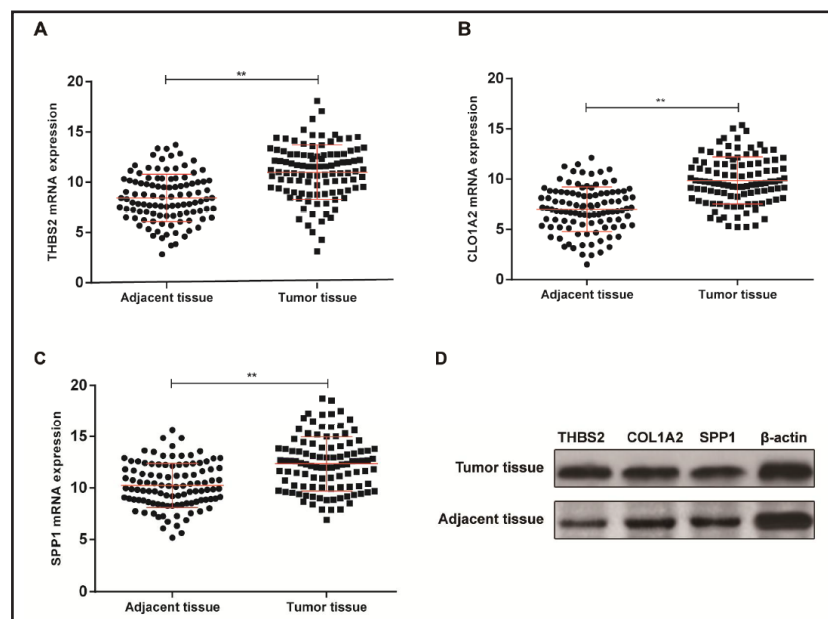 A
**
20
15
10
5
0
THBS2 mRNA expression
Adjacent tissue Tumor tissue
B
**
20
15
10
5
0
CLO1A2 mRNA expression
Adjacent tissue Tumor tissue
C
**
20
15
10
5
0
SPP1 mRNA expression
Adjacent tissue Tumor tissue
D
THBS2 COL1A2 SPP1 β-actin
Tumor tissue
Adjacent tissue